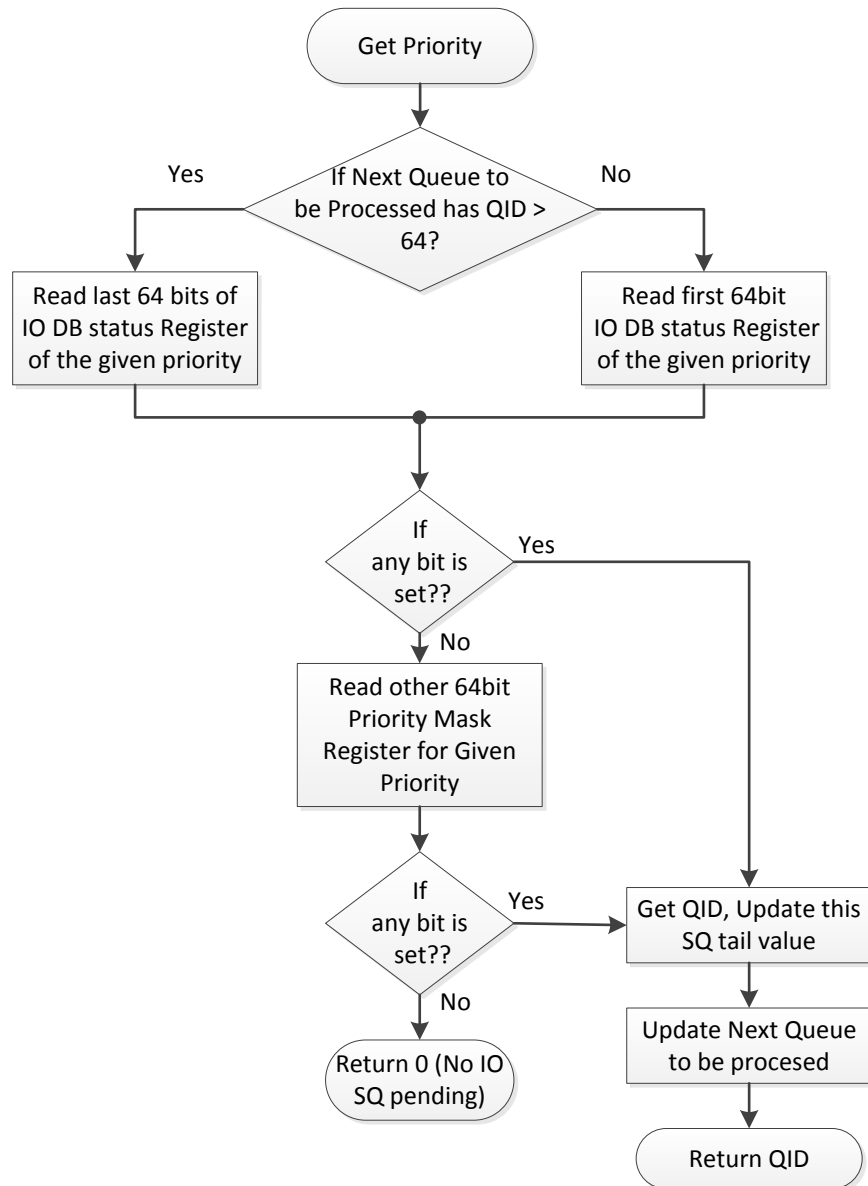 Get Priority
Yes
If Next Queue to
be Processed has QID >
64?
No
Read last 64 bits of
IO DB status Register
of the given priority
Read first 64bit
IO DB status Register
of the given priority
If
any bit is
set??
Yes
No
Read other 64bit
Priority Mask
Register for Given
Priority
If
any bit is
set??
Yes
Get QID, Update this
SQ tail value
No
Return 0 (No IO
SQ pending)
Update Next Queue
to be procesed
Return QID